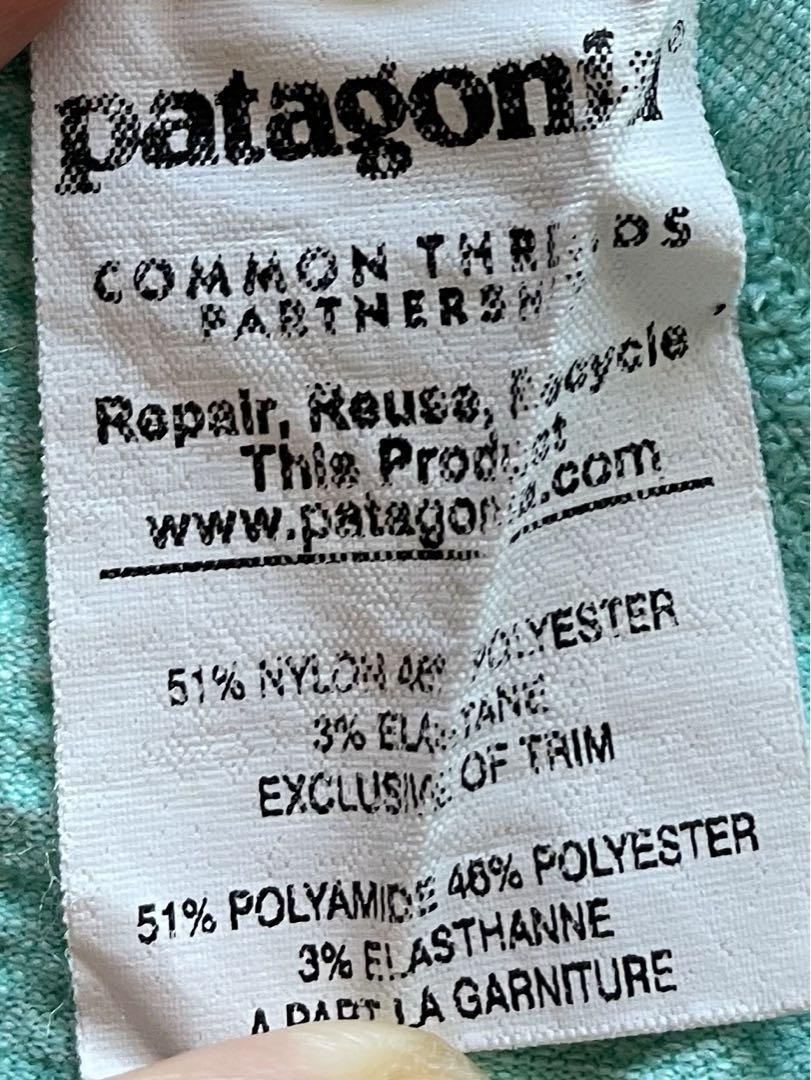 patagonia®
COMMON THREADS
PARTNERSHIP
Repair, Reuse, Recycle
This Product
www.patagonia.com
51% NYLON 46% POLYESTER
3% ELASTANE
EXCLUSIVE OF TRIM
51% POLYAMIDE 46% POLYESTER
3% ELASTHANNE
A PART LA GARNITURE